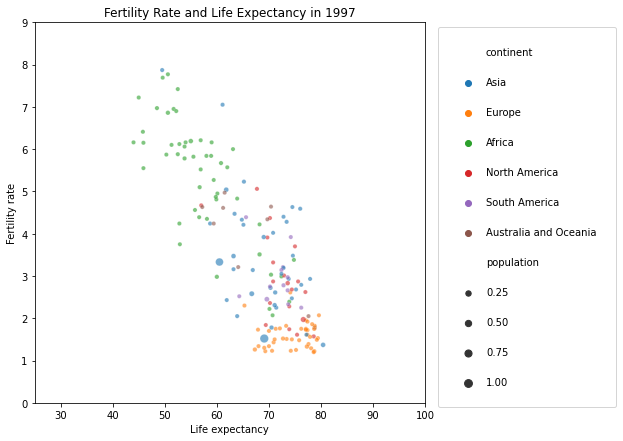 Fertility Rate and Life Expectancy in 1997
9
8
7
6
5
4
3
2
1
0
Fertility rate
30 40 50 60 70 80 90 100
Life expectancy
continent
Asia
Europe
Africa
North America
South America
Australia and Oceania
population
0.25
0.50
0.75
1.00